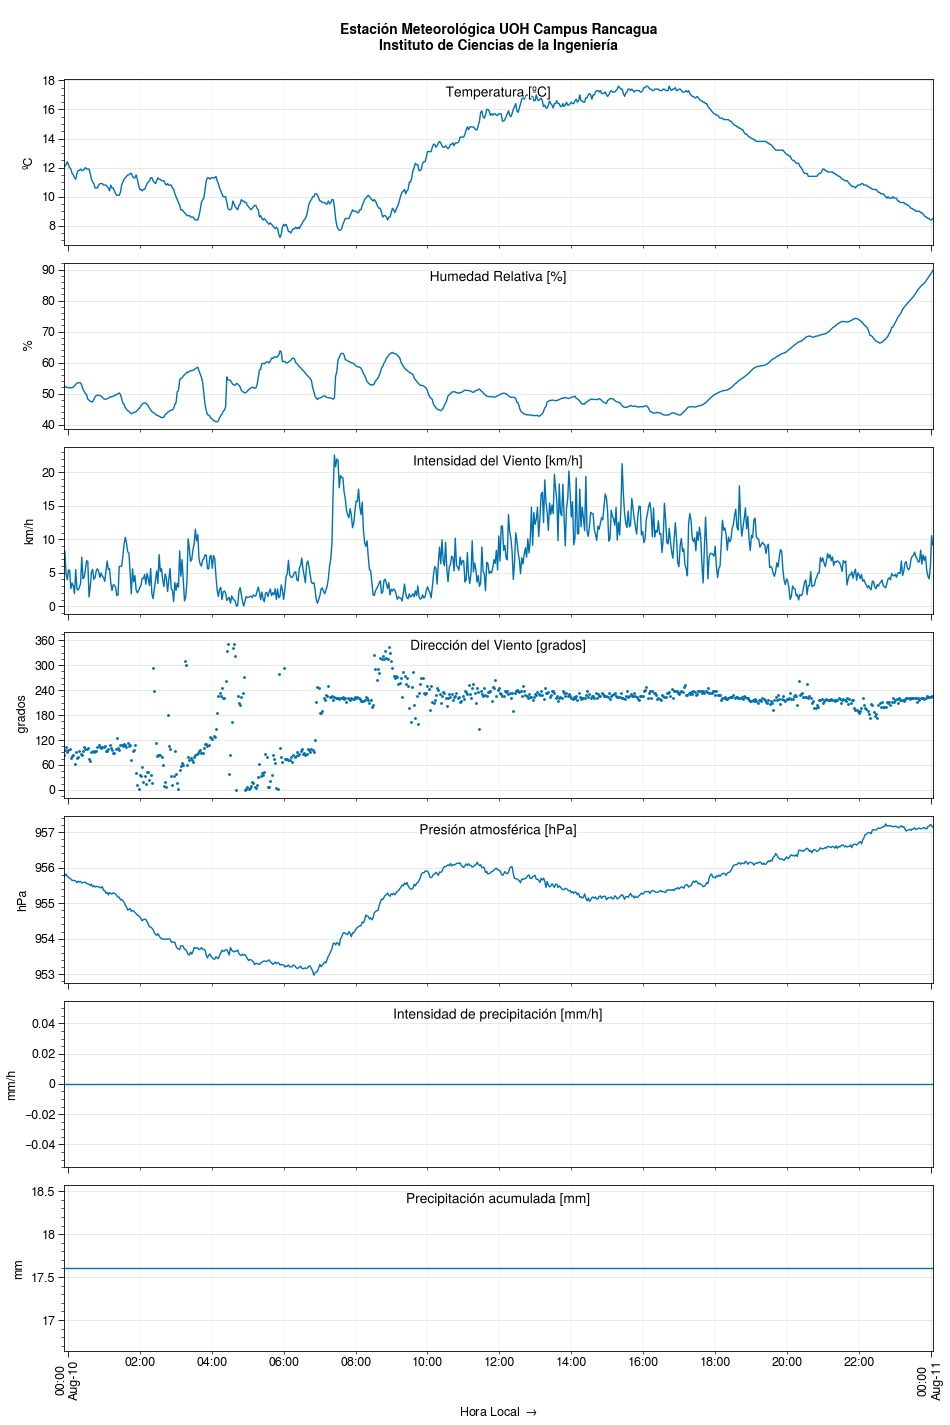 Estación Meteorológica UOH Campus Rancagua
Instituto de Ciencias de la Ingeniería
Temperatura [ºC]
ºC
18
16
14
12
10
8
Humedad Relativa [%]
%
90
80
70
60
50
40
Intensidad del Viento [km/h]
km/h
20
15
10
5
0
Dirección del Viento [grados]
grados
360
300
240
180
120
60
0
Presión atmosférica [hPa]
hPa
957
956
955
954
953
Intensidad de precipitación [mm/h]
mm/h
0.04
0.02
0
−0.02
−0.04
Precipitación acumulada [mm]
mm
18.5
18
17.5
17
00:00
Aug-10
02:00
04:00
06:00
08:00
10:00
12:00
14:00
16:00
18:00
20:00
22:00
00:00
Aug-11
Hora Local →